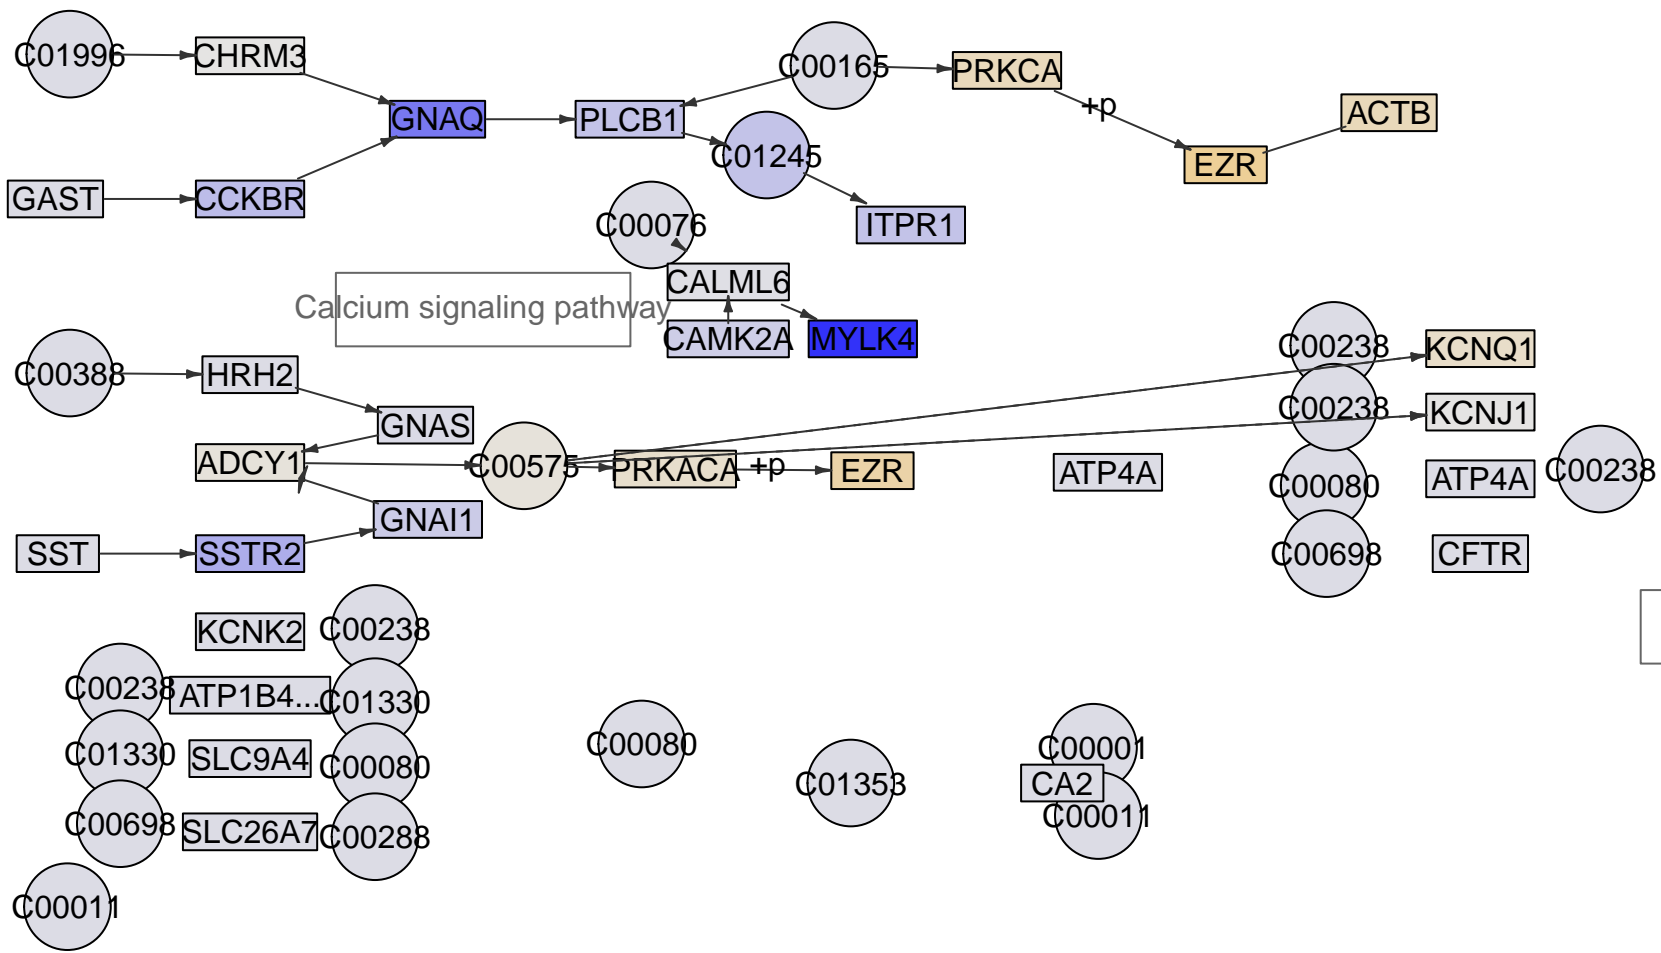 C01996
CHRM3
C00165
PRKCA
+p
ACTB
GNAQ
PLCB1
C01245
EZR
GAST
CCKBR
C00076
ITPR1
CALML6
Calcium signaling pathway
CAMK2A
MYLK4
C00238
KCNQ1
C00388
HRH2
C00238
KCNJ1
GNAS
ADCY1
C00575
PRKACA
+p
EZR
ATP4A
C00080
ATP4A
C00238
GNAI1
SST
SSTR2
C00698
CFTR
KCNK2
C00238
C00238
ATP1B4...
C01330
C01330
SLC9A4
C00080
C00080
C01353
C00001
CA2
C00011
C00698
SLC26A7
C00288
C00011